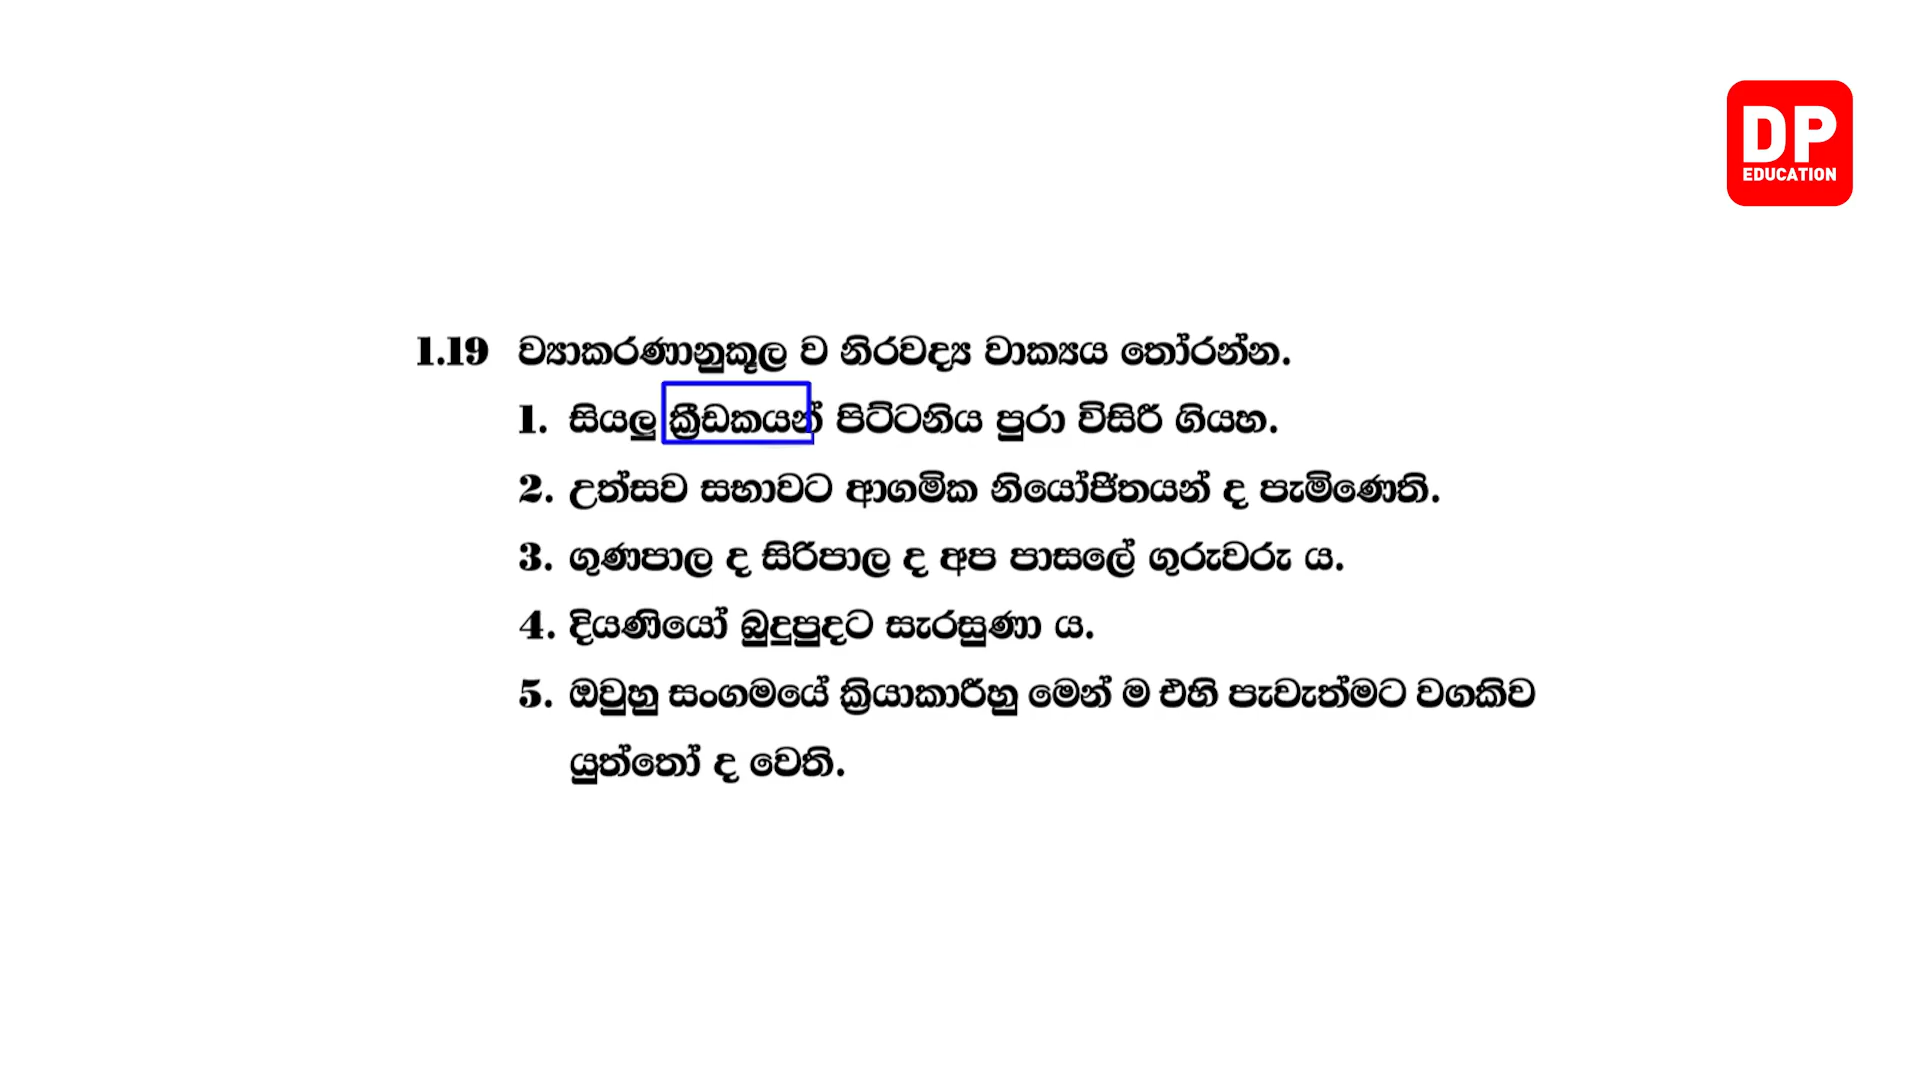 DP
EDUCATION
1.19 ව්‍යාකරණානුකූල ව නිරවද්‍ය වාක්‍යය තෝරන්න.
1. සියලු ක්‍රීඩකයන් පිට්ටනිය පුරා විසිරී ගියහ.
2. උත්සව සභාවට ආගමික නියෝජිතයන් ද පැමිණෙති.
3. ගුණපාල ද සිරිපාල ද අප පාසලේ ගුරුවරු ය.
4. දියණියෝ බුදුපුදට සැරසුණා ය.
5. ඔවුහු සංගමයේ ක්‍රියාකාරීහු මෙන් ම එහි පැවැත්මට වගකිව
යුත්තෝ ද වෙති.